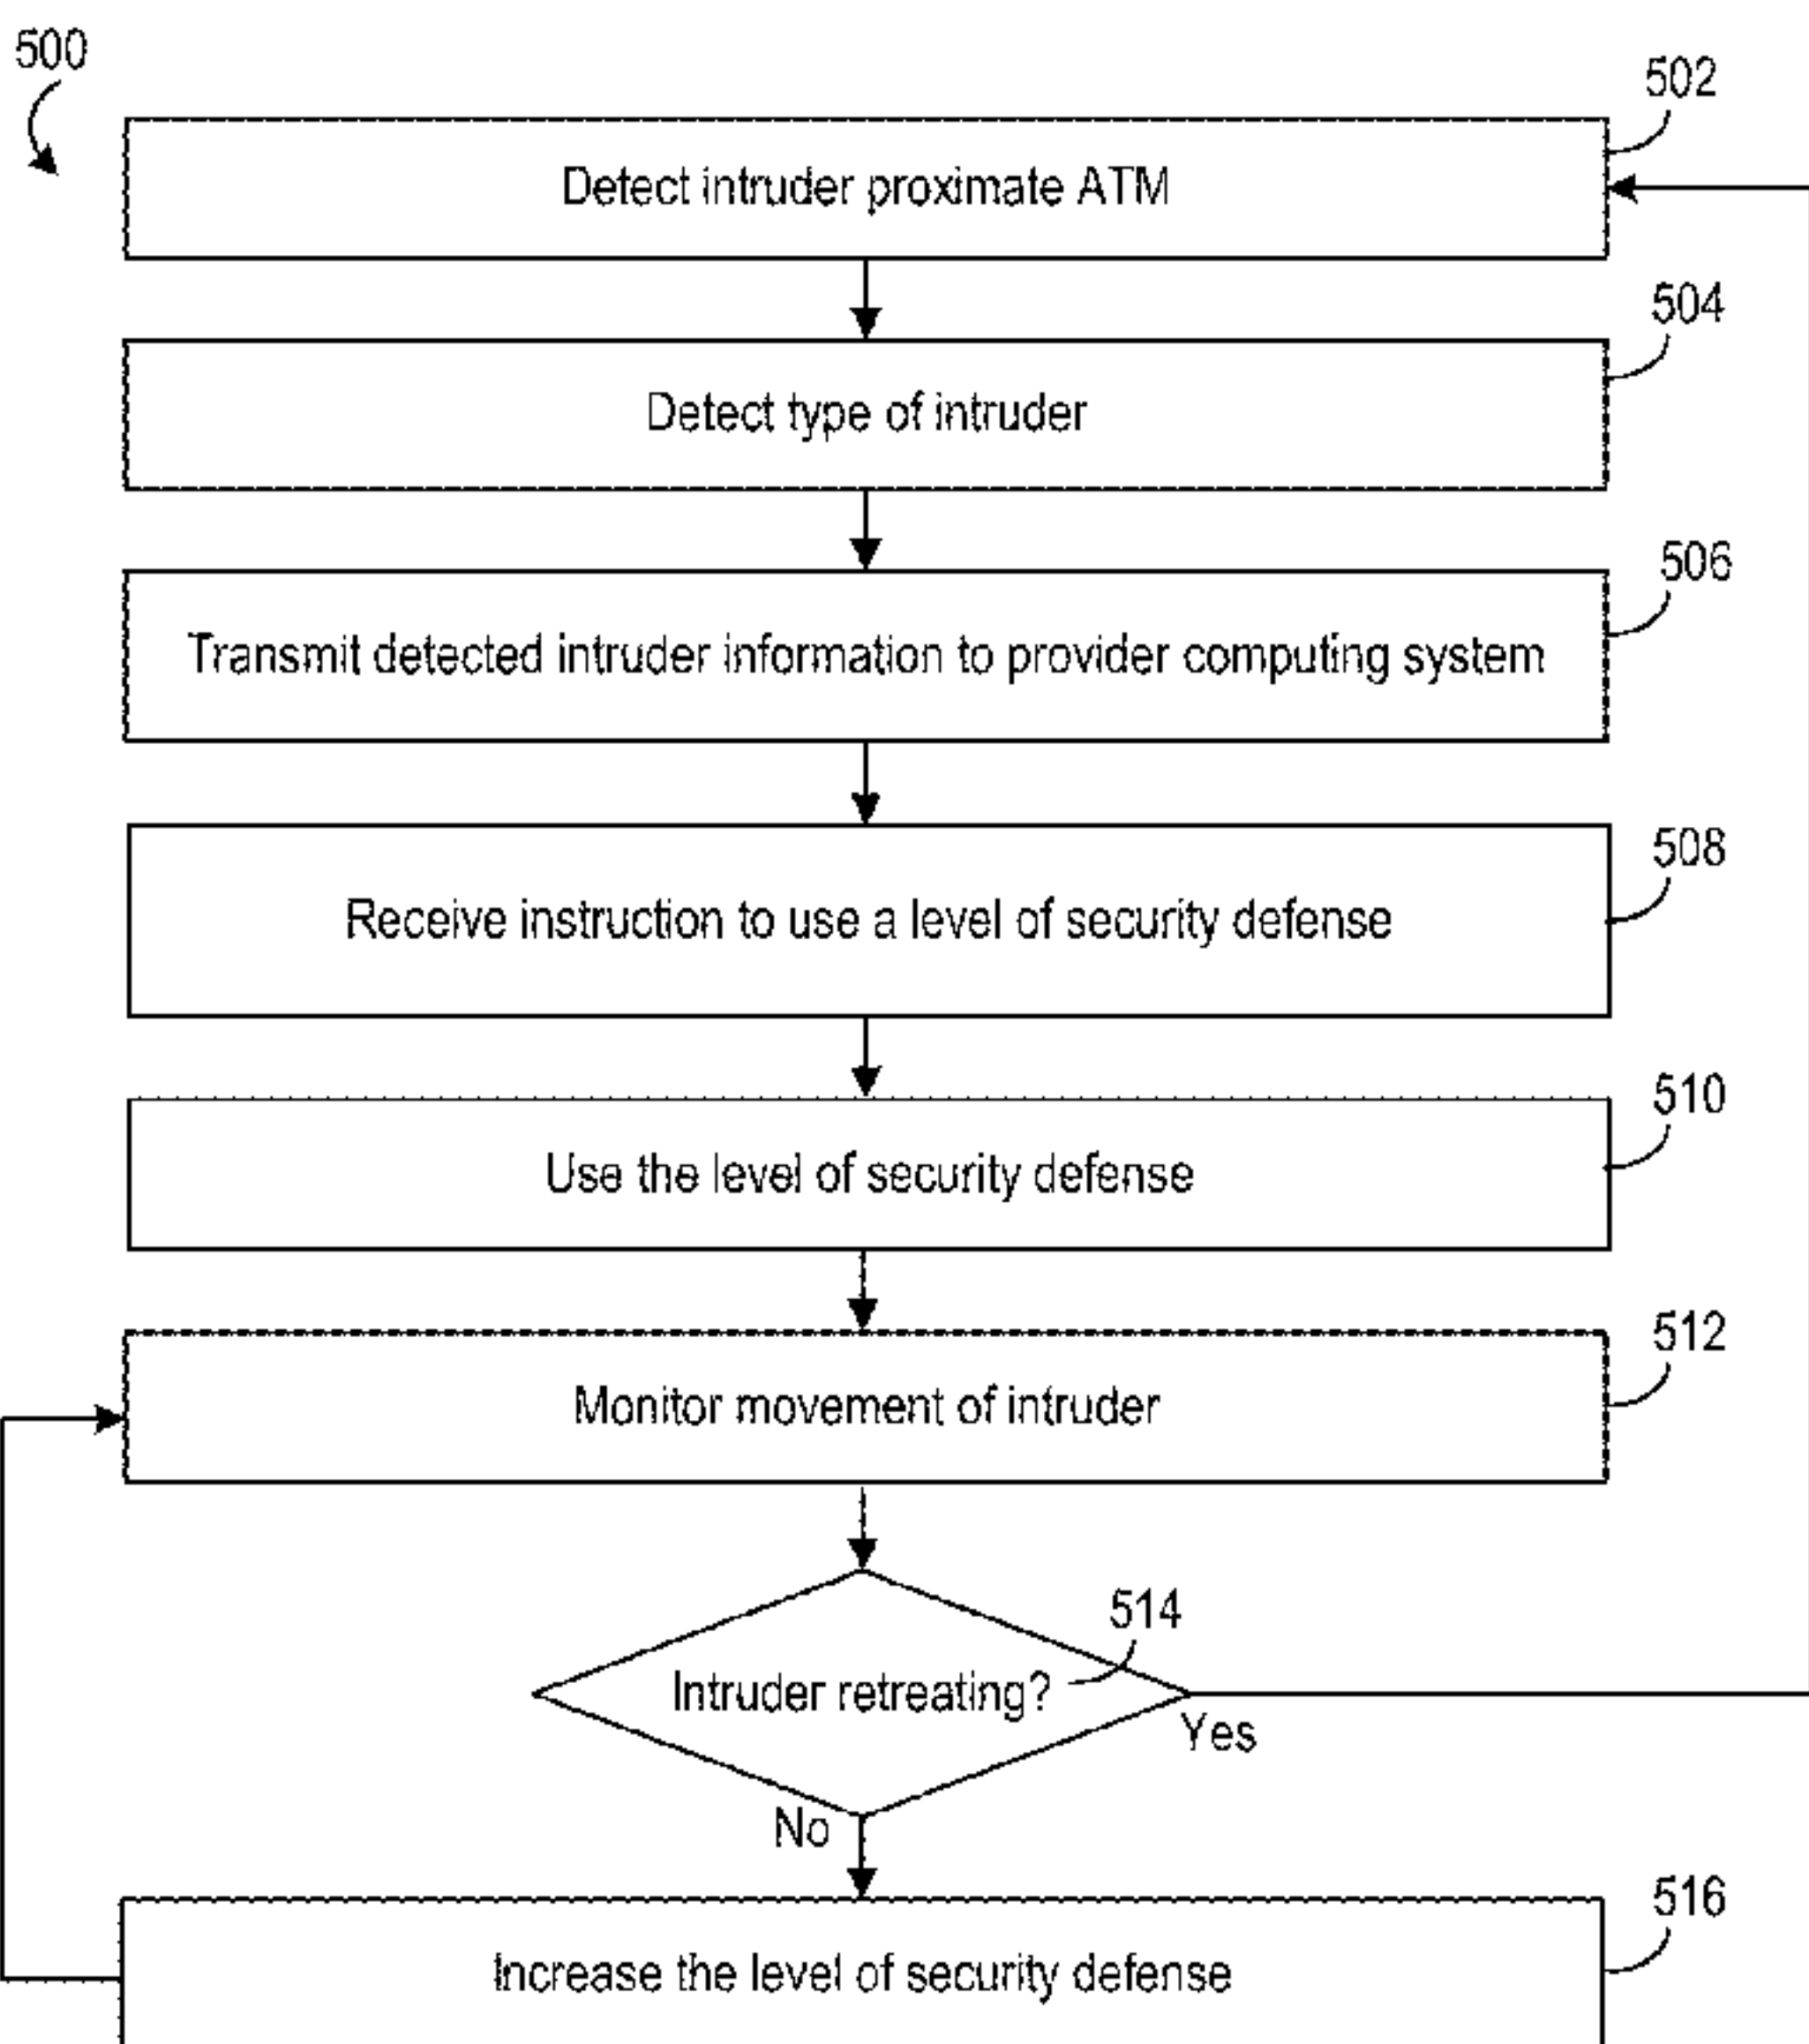 500
502
Detect intruder proximate ATM
504
Detect type of intruder
506
Transmit detected intruder information to provider computing system
508
Receive instruction to use a level of security defense
510
Use the level of security defense
512
Monitor movement of intruder
514
Intruder retreating?
Yes
No
516
Increase the level of security defense